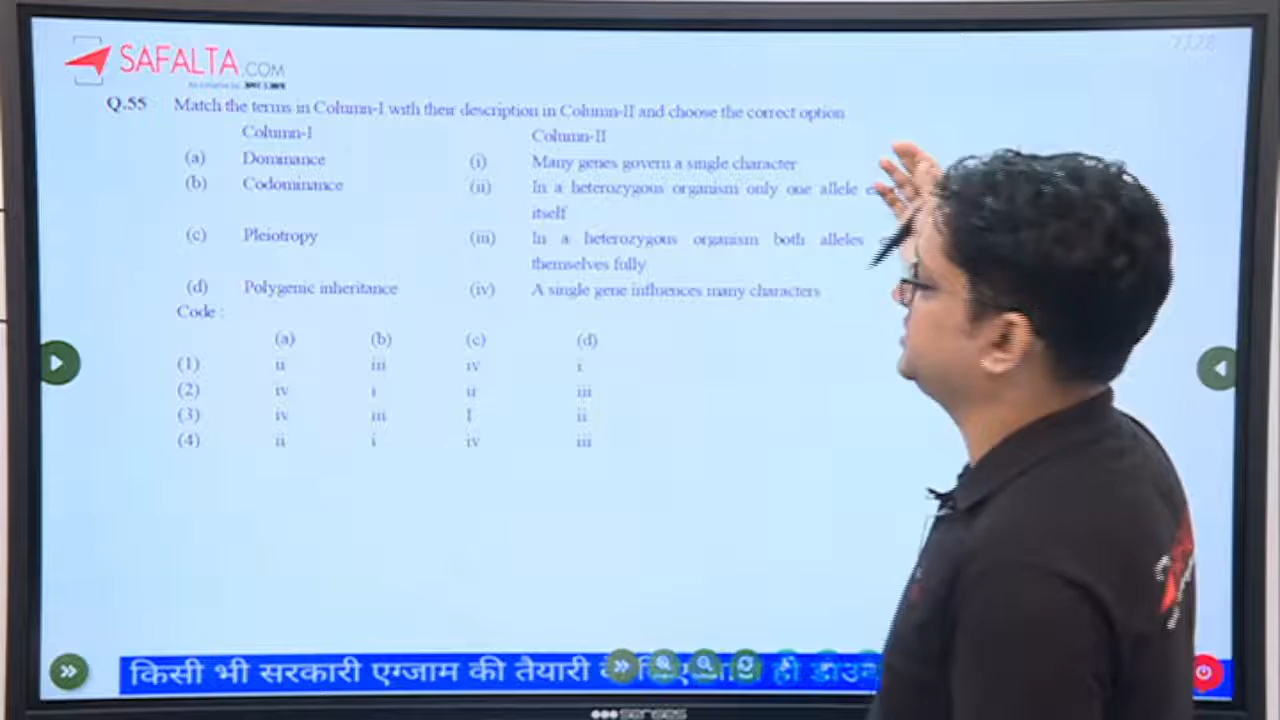 SAFALTA.COM
7128
Q.55 Match the terms in Column-I with their description in Column-II and choose the correct option
Column-I Column-II
(a) Dominance (i) Many genes govern a single character
(b) Codominance (ii) In a heterozygous organism only one allele
itself
(c) Pleiotropy (iii) In a heterozygous organism both alleles
themselves fully
(d) Polygenic inheritance (iv) A single gene influences many characters
Code :
(a) (b) (c) (d)
(1) ii iii iv i
(2) iv i ii iii
(3) iv iii I ii
(4) ii i iv iii
किसी भी सरकारी एग्जाम की तैयारी